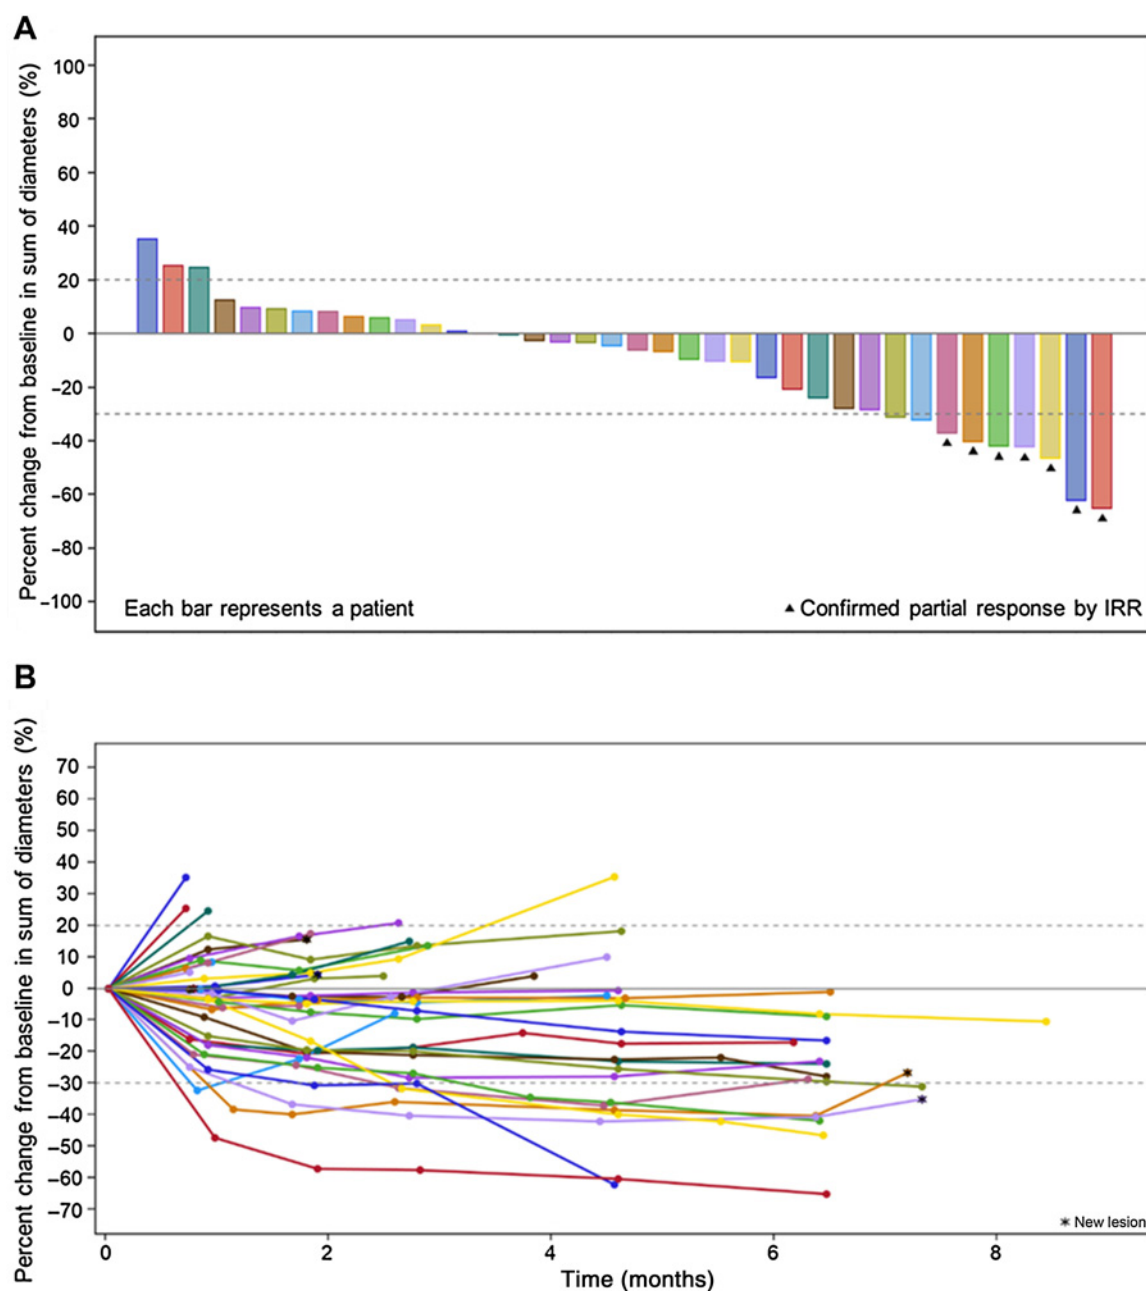 A
Percent change from baseline in sum of diameters (%)
100
80
60
40
20
0
−20
−40
−60
−80
−100
Each bar represents a patient
▲ Confirmed partial response by IRR
B
Percent change from baseline in sum of diameters (%)
70
60
50
40
30
20
10
0
−10
−20
−30
−40
−50
−60
−70
✶ New lesion
0 2 4 6 8
Time (months)